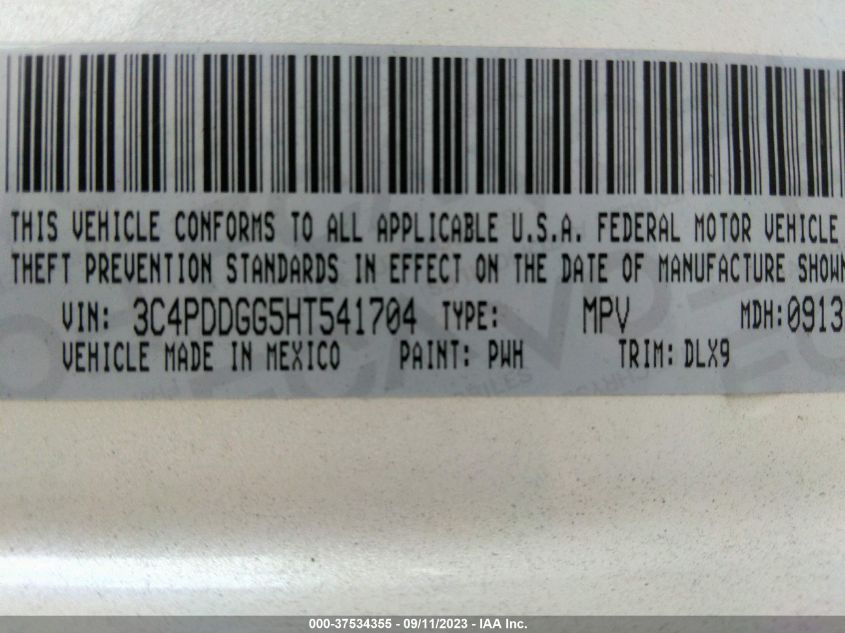 THIS VEHICLE CONFORMS TO ALL APPLICABLE U.S.A. FEDERAL MOTOR VEHICLE
THEFT PREVENTION STANDARDS IN EFFECT ON THE DATE OF MANUFACTURE SHOWN
VIN: 3C4PDDGG5HT541704 TYPE: MPV MDH: 0913
VEHICLE MADE IN MEXICO PAINT: PWH TRIM: DLX9
000-37534355 - 09/11/2023 - IAA Inc.